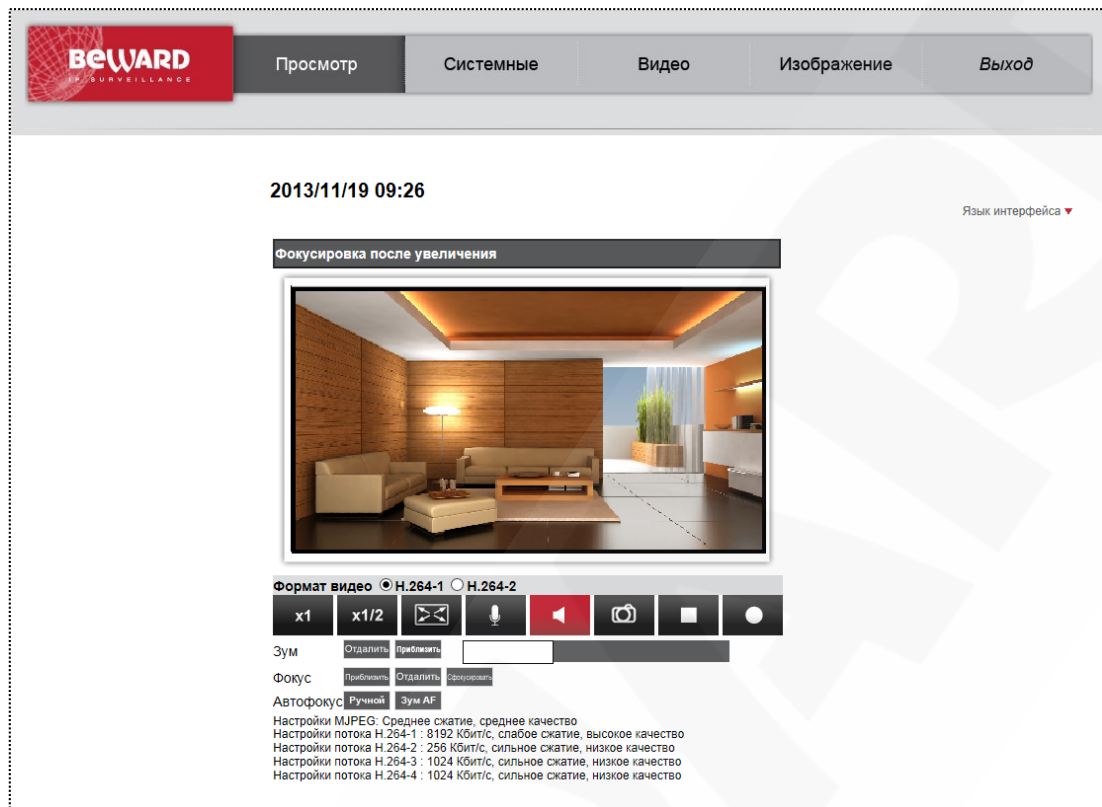 BEWARD
IP SURVEILLANCE
Просмотр Системные Видео Изображение Выход
2013/11/19 09:26
Язык интерфейса
Фокусировка после увеличения
Формат видео H.264-1 H.264-2
x1 x1/2
Зум Отдалить Приблизить
Фокус Приблизить Отдалить Сфокусировать
Автофокус Ручной Зум AF
Настройки MJPEG: Среднее сжатие, среднее качество
Настройки потока H.264-1 : 8192 Кбит/с, слабое сжатие, высокое качество
Настройки потока H.264-2 : 256 Кбит/с, сильное сжатие, низкое качество
Настройки потока H.264-3 : 1024 Кбит/с, сильное сжатие, низкое качество
Настройки потока H.264-4 : 1024 Кбит/с, сильное сжатие, низкое качество